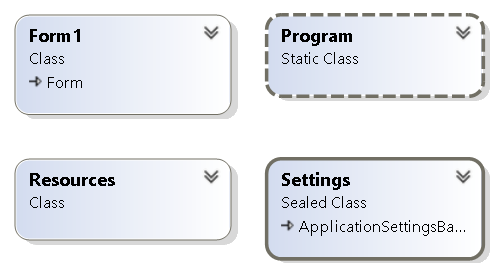 Form1
Class
Form
Program
Static Class
Resources
Class
Settings
Sealed Class
ApplicationSettingsBa...